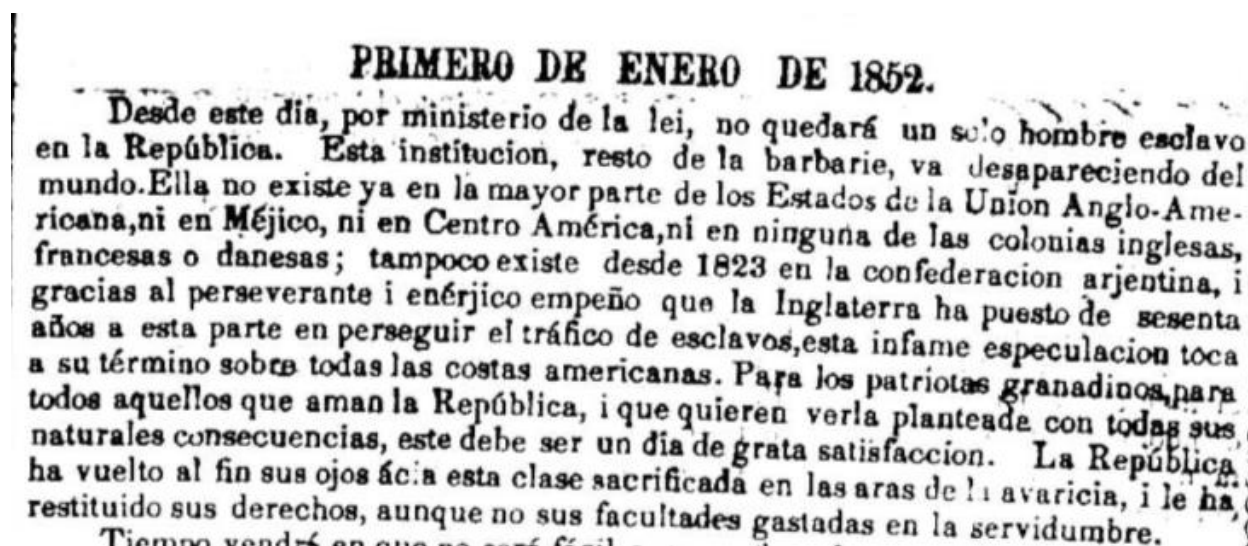 PRIMERO DE ENERO DE 1852.
Desde este dia, por ministerio de la lei, no quedará un solo hombre esclavo
en la República. Esta institucion, resto de la barbarie, va desapareciendo del
mundo.Ella no existe ya en la mayor parte de los Estados de la Union Anglo-Ame-
ricana,ni en Méjico, ni en Centro América,ni en ninguna de las colonias inglesas,
francesas o danesas; tampoco existe desde 1823 en la confederacion arjentina, i
gracias al perseverante i enérjico empeño que la Inglaterra ha puesto de sesenta
años a esta parte en perseguir el tráfico de esclavos,esta infame especulacion toca
a su término sobre todas las costas americanas. Para los patriotas granadinos,para
todos aquellos que aman la República, i que quieren verla planteada con todas sus
naturales consecuencias, este debe ser un dia de grata satisfaccion. La República
ha vuelto al fin sus ojos ácia esta clase sacrificada en las aras de la avaricia, i le ha
restituido sus derechos, aunque no sus facultades gastadas en la servidumbre.
Tiempo vendrá en que no será fácil